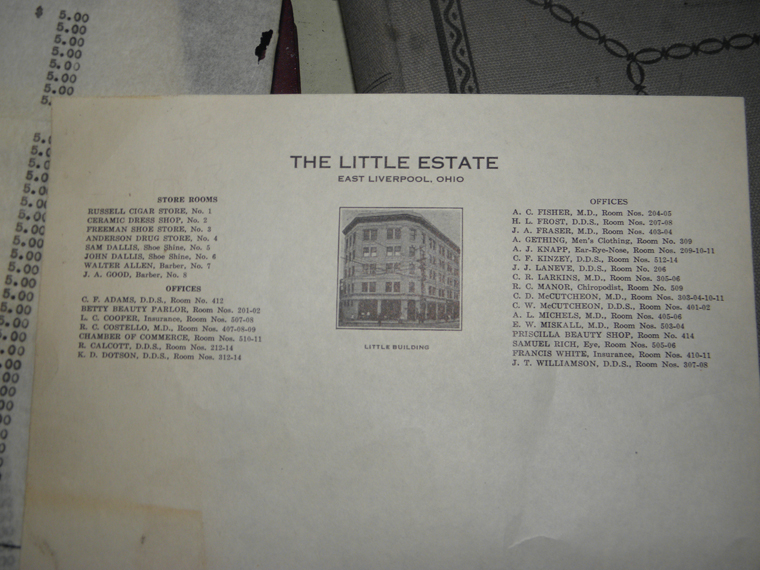 $ 5.00
5.00
5.00
5.00
5.00
5.00
THE LITTLE ESTATE
EAST LIVERPOOL, OHIO
STORE ROOMS
RUSSELL CIGAR STORE, No. 1
CERAMIC DRESS SHOP, No. 2
FREEMAN SHOE STORE, No. 3
ANDERSON DRUG STORE, No. 4
SAM DALLIS, Shoe Shine, No. 5
JOHN DALLIS, Shoe Shine, No. 6
WALTER ALLEN, Barber, No. 7
J. A. GOOD, Barber, No. 8
OFFICES
C. F. ADAMS, D.D.S., Room No. 412
BETTY BEAUTY PARLOR, Room Nos. 201-02
L. C. COOPER, Insurance, Room Nos. 507-08
R. C. COSTELLO, M.D., Room Nos. 407-08-09
CHAMBER OF COMMERCE, Room Nos. 510-11
R. CALCOTT, D.D.S., Room Nos. 212-14
K. D. DOTSON, D.D.S., Room Nos. 312-14
LITTLE BUILDING
OFFICES
A. C. FISHER, M.D., Room Nos. 204-05
H. L. FROST, D.D.S., Room Nos. 207-08
J. A. FRASER, M.D., Room Nos. 403-04
A. GETHING, Men's Clothing, Room No. 309
A. J. KNAPP, Ear-Eye-Nose, Room Nos. 209-10-11
C. F. KINZEY, D.D.S., Room Nos. 512-14
J. J. LANEVE, D.D.S., Room No. 206
C. R. LARKINS, M.D., Room Nos. 305-06
R. C. MANOR, Chiropodist, Room No. 509
C. D. McCUTCHEON, D.D.S., Room Nos. 303-04-10-11
C. W. McCUTCHEON, D.D.S., Room Nos. 401-02
A. L. MICHELS, M.D., Room Nos. 405-06
E. W. MISKALL, M.D., Room Nos. 503-04
PRISCILLA BEAUTY SHOP, Room No. 414
SAMUEL RICH, Eye, Room Nos. 505-06
FRANCIS WHITE, Insurance, Room Nos. 410-11
J. T. WILLIAMSON, D.D.S., Room Nos. 307-08